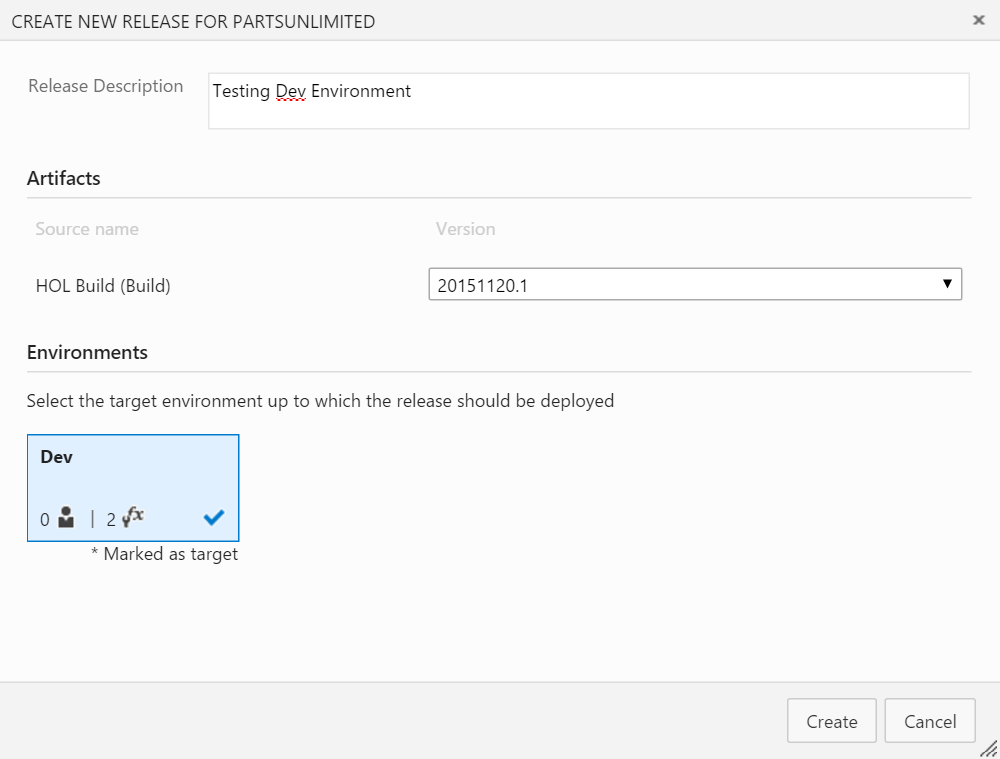 CREATE NEW RELEASE FOR PARTSUNLIMITED
Release Description
Testing Dev Environment
Artifacts
Source name Version
HOL Build (Build) 20151120.1
Environments
Select the target environment up to which the release should be deployed
Dev
0 | 2 fx
* Marked as target
Create Cancel